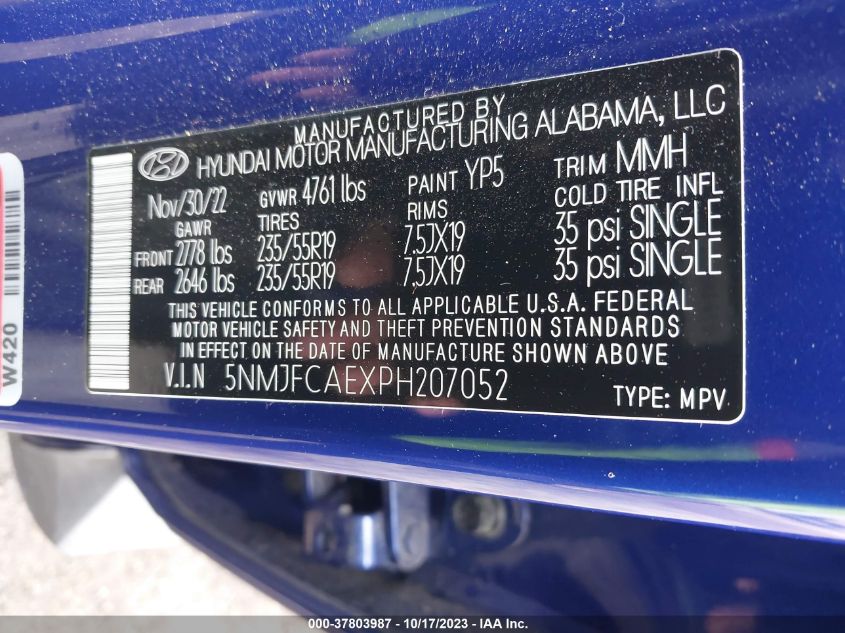 MANUFACTURED BY
HYUNDAI MOTOR MANUFACTURING ALABAMA, LLC
Nov/30/22 GVWR 4761 lbs PAINT YP5 TRIM MMH
GAWR TIRES RIMS COLD TIRE INFL
FRONT 2778 lbs 235/55R19 7.5JX19 35 psi SINGLE
REAR 2646 lbs 235/55R19 7.5JX19 35 psi SINGLE
THIS VEHICLE CONFORMS TO ALL APPLICABLE U.S.A. FEDERAL
MOTOR VEHICLE SAFETY AND THEFT PREVENTION STANDARDS
IN EFFECT ON THE DATE OF MANUFACTURE SHOWN ABOVE.
V.I.N 5NMJFCAEXPH207052
TYPE: MPV
W420
000-37803987 - 10/17/2023 - IAAI.com